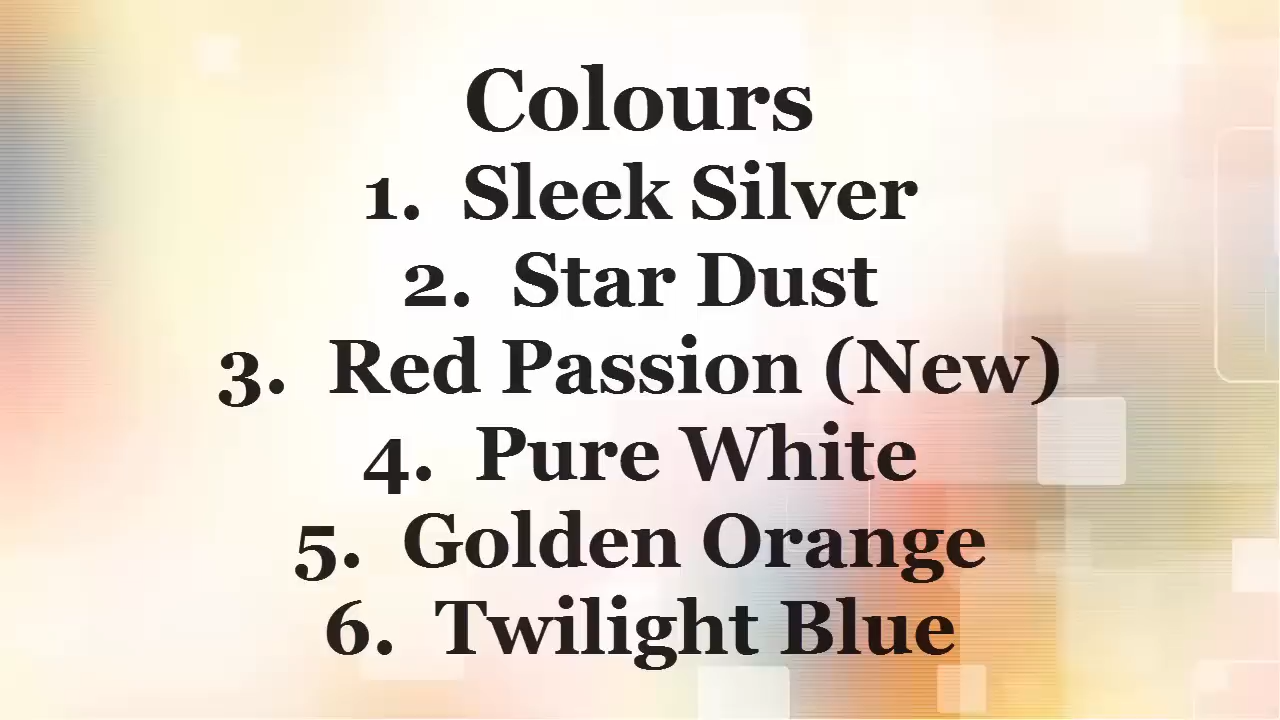 Colours
1. Sleek Silver
2. Star Dust
3. Red Passion (New)
4. Pure White
5. Golden Orange
6. Twilight Blue